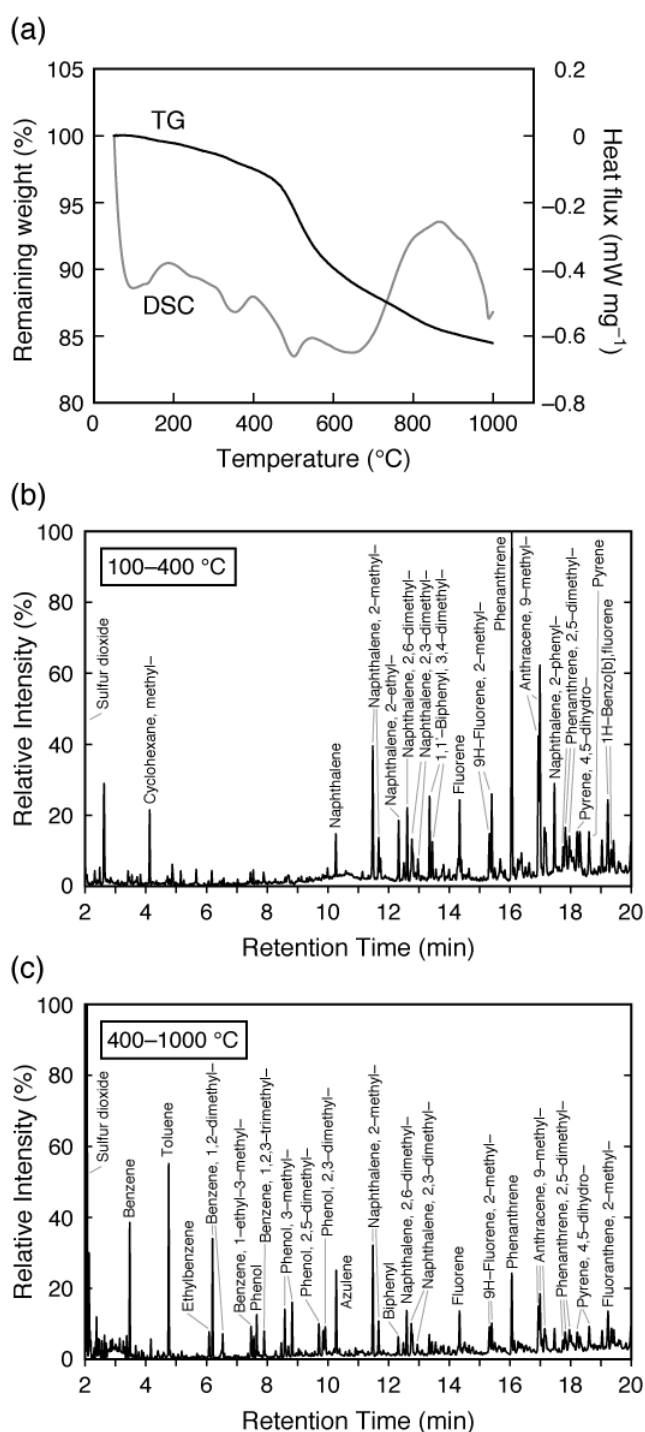 (a)
105
100
95
90
85
80
Remaining weight (%)
TG
DSC
0.2
0
−0.2
−0.4
−0.6
−0.8
Heat flux (mW mg⁻¹)
0 200 400 600 800 1000
Temperature (°C)
(b)
100
80
60
40
20
0
Relative Intensity (%)
100–400 °C
Sulfur dioxide
Cyclohexane, methyl–
Naphthalene
Naphthalene, 2–methyl–
Naphthalene, 2–ethyl–
Naphthalene, 2,6–dimethyl–
Naphthalene, 2,3–dimethyl–
1,1'–Biphenyl, 3,4–dimethyl–
Fluorene
9H–Fluorene, 2–methyl–
Phenanthrene
Anthracene, 9–methyl–
Naphthalene, 2–phenyl–
Phenanthrene, 2,5–dimethyl–
Pyrene, 4,5–dihydro–
Pyrene
1H–Benzo[b],fluorene
2 4 6 8 10 12 14 16 18 20
Retention Time (min)
(c)
100
80
60
40
20
0
Relative Intensity (%)
400–1000 °C
Sulfur dioxide
Benzene
Toluene
Ethylbenzene
Benzene, 1,2–dimethyl–
Benzene, 1–ethyl–3–methyl–
Phenol
Benzene, 1,2,3–trimethyl–
Phenol, 3–methyl–
Phenol, 2,5–dimethyl–
Phenol, 2,3–dimethyl–
Azulene
Naphthalene, 2–methyl–
Biphenyl
Naphthalene, 2,6–dimethyl–
Naphthalene, 2,3–dimethyl–
Fluorene
9H–Fluorene, 2–methyl–
Phenanthrene
Anthracene, 9–methyl–
Phenanthrene, 2,5–dimethyl–
Pyrene, 4,5–dihydro–
Fluoranthene, 2–methyl–
2 4 6 8 10 12 14 16 18 20
Retention Time (min)